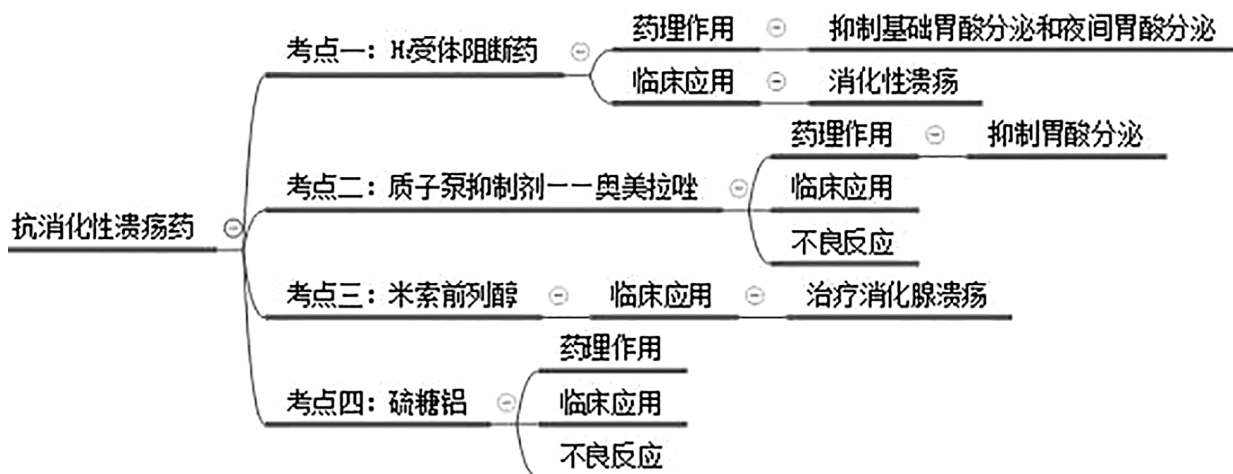 抗消化性溃疡药
考点一：H₂受体阻断药
药理作用
抑制基础胃酸分泌和夜间胃酸分泌
临床应用
消化性溃疡
考点二：质子泵抑制剂——奥美拉唑
药理作用
抑制胃酸分泌
临床应用
不良反应
考点三：米索前列醇
临床应用
治疗消化腺溃疡
考点四：硫糖铝
药理作用
临床应用
不良反应